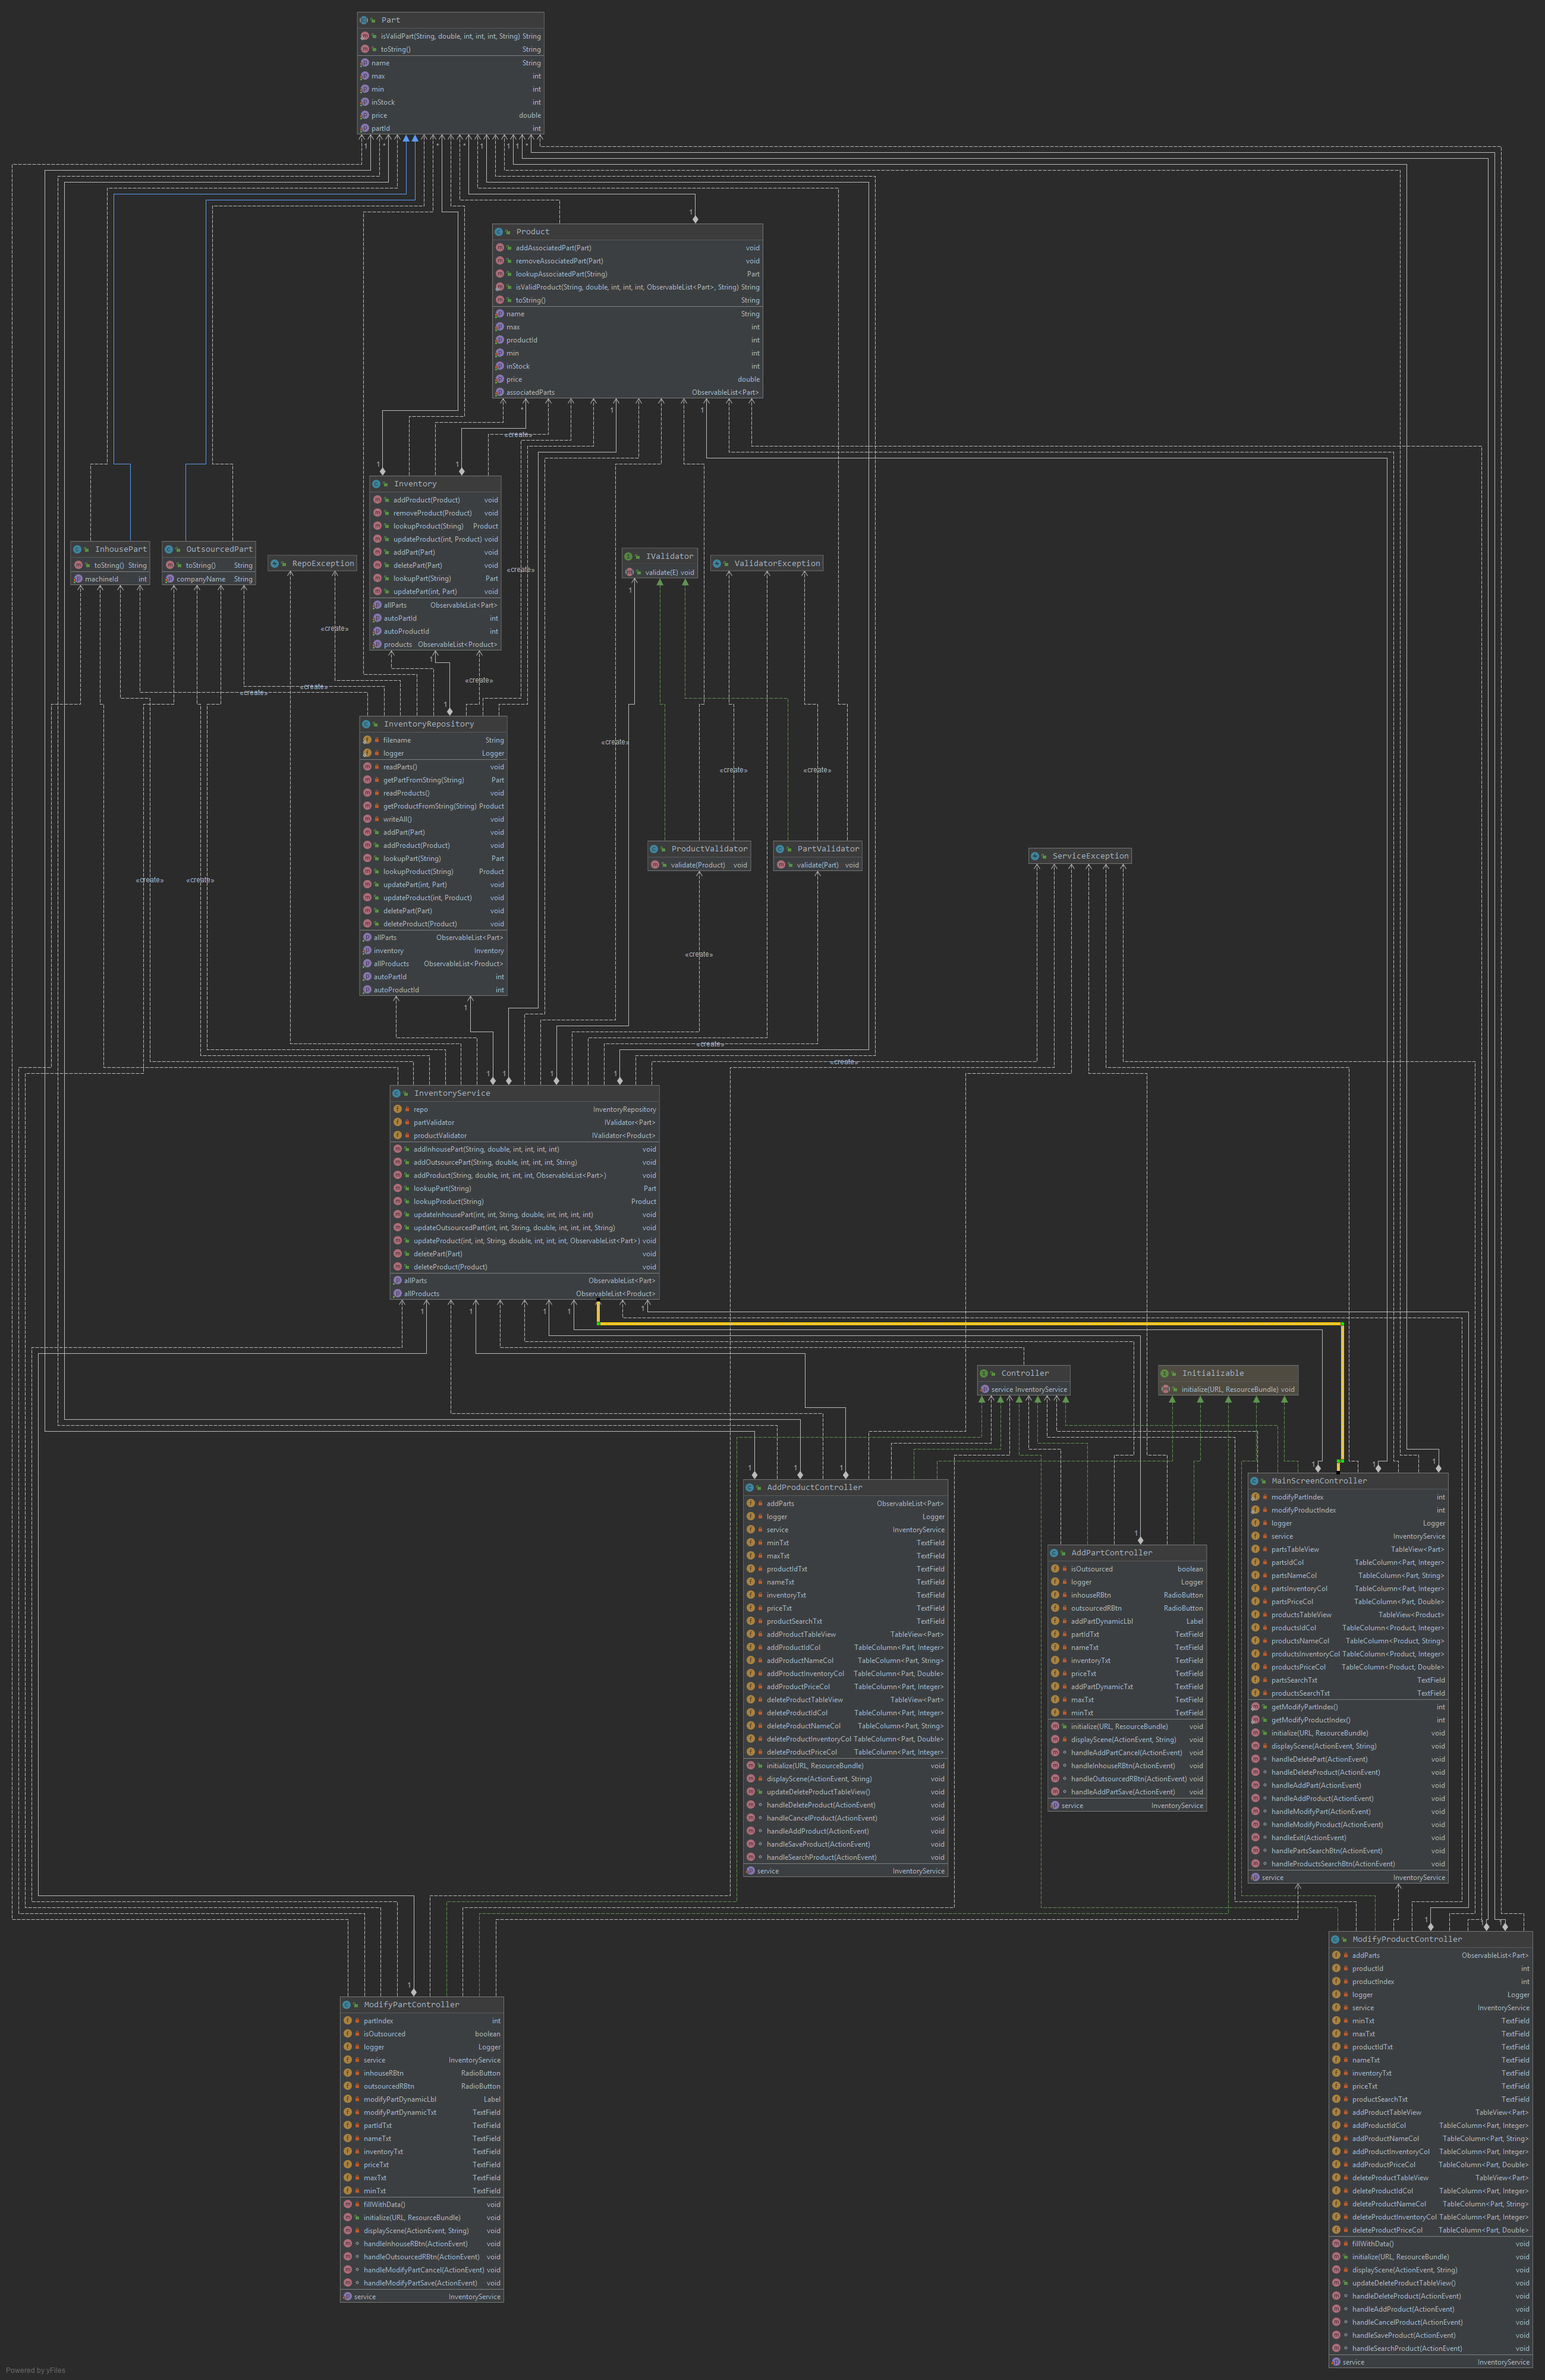 Part
isValidPart(String, double, int, int, int, String) String
toString() String
name String
max int
min int
inStock int
price double
partId int
1 * * 1 1 1 *
1
Product
addAssociatedPart(Part) void
removeAssociatedPart(Part) void
lookupAssociatedPart(String) Part
isValidProduct(String, double, int, int, int, ObservableList<Part>, String) String
toString() String
name String
max int
productId int
min int
inStock int
price double
associatedParts ObservableList<Part>
* 1 1
«create»
1 1
Inventory
addProduct(Product) void
removeProduct(Product) void
lookupProduct(String) Product
updateProduct(int, Product) void
addPart(Part) void
deletePart(Part) void
lookupPart(String) Part
updatePart(int, Part) void
allParts ObservableList<Part>
autoPartId int
autoProductId int
products ObservableList<Product>
InhousePart
toString() String
machineId int
OutsourcedPart
toString() String
companyName String
RepoException
IValidator
validate(E) void
ValidatorException
1
«create»
«create»
1
«create»
«create»
«create»
1
InventoryRepository
filename String
logger Logger
readParts() void
getPartFromString(String) Part
readProducts() void
getProductFromString(String) Product
writeAll() void
addPart(Part) void
addProduct(Product) void
lookupPart(String) Part
lookupProduct(String) Product
updatePart(int, Part) void
updateProduct(int, Product) void
deletePart(Part) void
deleteProduct(Product) void
allParts ObservableList<Part>
inventory Inventory
allProducts ObservableList<Product>
autoPartId int
autoProductId int
«create»
«create»
«create»
ProductValidator
validate(Product) void
PartValidator
validate(Part) void
ServiceException
«create»
«create»
«create»
1
«create»
«create»
1 1 1 1
InventoryService
repo InventoryRepository
partValidator IValidator<Part>
productValidator IValidator<Product>
addInhousePart(String, double, int, int, int, int) void
addOutsourcePart(String, double, int, int, int, String) void
addProduct(String, double, int, int, int, ObservableList<Part>) void
lookupPart(String) Part
lookupProduct(String) Product
updateInhousePart(int, int, String, double, int, int, int, int) void
updateOutsourcedPart(int, int, String, double, int, int, int, String) void
updateProduct(int, int, String, double, int, int, int, ObservableList<Part>) void
deletePart(Part) void
deleteProduct(Product) void
allParts ObservableList<Part>
allProducts ObservableList<Product>
1 1 1 1 1
Controller
service InventoryService
Initializable
initialize(URL, ResourceBundle) void
1 1 1
AddProductController
addParts ObservableList<Part>
logger Logger
service InventoryService
minTxt TextField
maxTxt TextField
productIdTxt TextField
nameTxt TextField
inventoryTxt TextField
priceTxt TextField
productSearchTxt TextField
addProductTableView TableView<Part>
addProductIdCol TableColumn<Part, Integer>
addProductNameCol TableColumn<Part, String>
addProductInventoryCol TableColumn<Part, Double>
addProductPriceCol TableColumn<Part, Integer>
deleteProductTableView TableView<Part>
deleteProductIdCol TableColumn<Part, Integer>
deleteProductNameCol TableColumn<Part, String>
deleteProductInventoryCol TableColumn<Part, Double>
deleteProductPriceCol TableColumn<Part, Integer>
initialize(URL, ResourceBundle) void
displayScene(ActionEvent, String) void
updateDeleteProductTableView() void
handleDeleteProduct(ActionEvent) void
handleCancelProduct(ActionEvent) void
handleAddProduct(ActionEvent) void
handleSaveProduct(ActionEvent) void
handleSearchProduct(ActionEvent) void
service InventoryService
1
AddPartController
isOutsourced boolean
logger Logger
inhouseRBtn RadioButton
outsourcedRBtn RadioButton
addPartDynamicLbl Label
partIdTxt TextField
nameTxt TextField
inventoryTxt TextField
priceTxt TextField
addPartDynamicTxt TextField
maxTxt TextField
minTxt TextField
initialize(URL, ResourceBundle) void
displayScene(ActionEvent, String) void
handleAddPartCancel(ActionEvent) void
handleInhouseRBtn(ActionEvent) void
handleOutsourcedRBtn(ActionEvent) void
handleAddPartSave(ActionEvent) void
service InventoryService
1 1 1
MainScreenController
modifyPartIndex int
modifyProductIndex int
logger Logger
service InventoryService
partsTableView TableView<Part>
partsIdCol TableColumn<Part, Integer>
partsNameCol TableColumn<Part, String>
partsInventoryCol TableColumn<Part, Integer>
partsPriceCol TableColumn<Part, Double>
productsTableView TableView<Product>
productsIdCol TableColumn<Product, Integer>
productsNameCol TableColumn<Product, String>
productsInventoryCol TableColumn<Product, Integer>
productsPriceCol TableColumn<Product, Double>
partsSearchTxt TextField
productsSearchTxt TextField
getModifyPartIndex() int
getModifyProductIndex() int
initialize(URL, ResourceBundle) void
displayScene(ActionEvent, String) void
handleDeletePart(ActionEvent) void
handleDeleteProduct(ActionEvent) void
handleAddPart(ActionEvent) void
handleAddProduct(ActionEvent) void
handleModifyPart(ActionEvent) void
handleModifyProduct(ActionEvent) void
handleExit(ActionEvent) void
handlePartsSearchBtn(ActionEvent) void
handleProductsSearchBtn(ActionEvent) void
service InventoryService
1
ModifyPartController
partIndex int
isOutsourced boolean
logger Logger
service InventoryService
inhouseRBtn RadioButton
outsourcedRBtn RadioButton
modifyPartDynamicLbl Label
modifyPartDynamicTxt TextField
partIdTxt TextField
nameTxt TextField
inventoryTxt TextField
priceTxt TextField
maxTxt TextField
minTxt TextField
fillWithData() void
initialize(URL, ResourceBundle) void
displayScene(ActionEvent, String) void
handleInhouseRBtn(ActionEvent) void
handleOutsourcedRBtn(ActionEvent) void
handleModifyPartCancel(ActionEvent) void
handleModifyPartSave(ActionEvent) void
service InventoryService
1
ModifyProductController
addParts ObservableList<Part>
productId int
productIndex int
logger Logger
service InventoryService
minTxt TextField
maxTxt TextField
productIdTxt TextField
nameTxt TextField
inventoryTxt TextField
priceTxt TextField
productSearchTxt TextField
addProductTableView TableView<Part>
addProductIdCol TableColumn<Part, Integer>
addProductNameCol TableColumn<Part, String>
addProductInventoryCol TableColumn<Part, Integer>
addProductPriceCol TableColumn<Part, Double>
deleteProductTableView TableView<Part>
deleteProductIdCol TableColumn<Part, Integer>
deleteProductNameCol TableColumn<Part, String>
deleteProductInventoryCol TableColumn<Part, Integer>
deleteProductPriceCol TableColumn<Part, Double>
fillWithData() void
initialize(URL, ResourceBundle) void
displayScene(ActionEvent, String) void
updateDeleteProductTableView() void
handleDeleteProduct(ActionEvent) void
handleAddProduct(ActionEvent) void
handleCancelProduct(ActionEvent) void
handleSaveProduct(ActionEvent) void
handleSearchProduct(ActionEvent) void
service InventoryService
Powered by yFiles